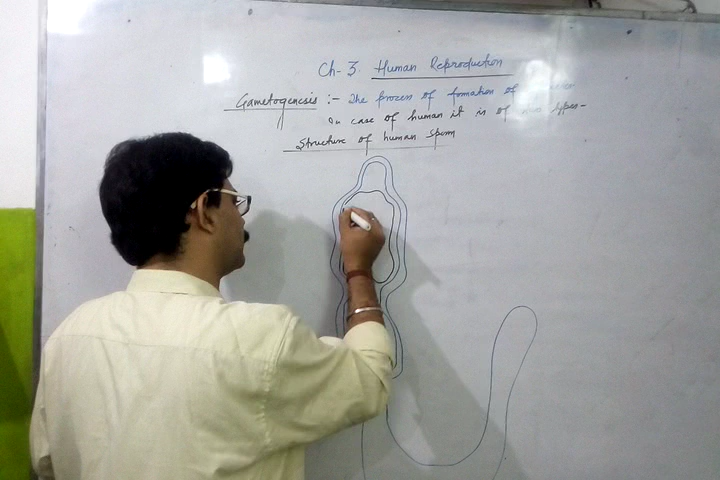 Ch-3. Human Reproduction
Gametogenesis :- The process of formation of
In case of human it is of types-
Structure of human sperm